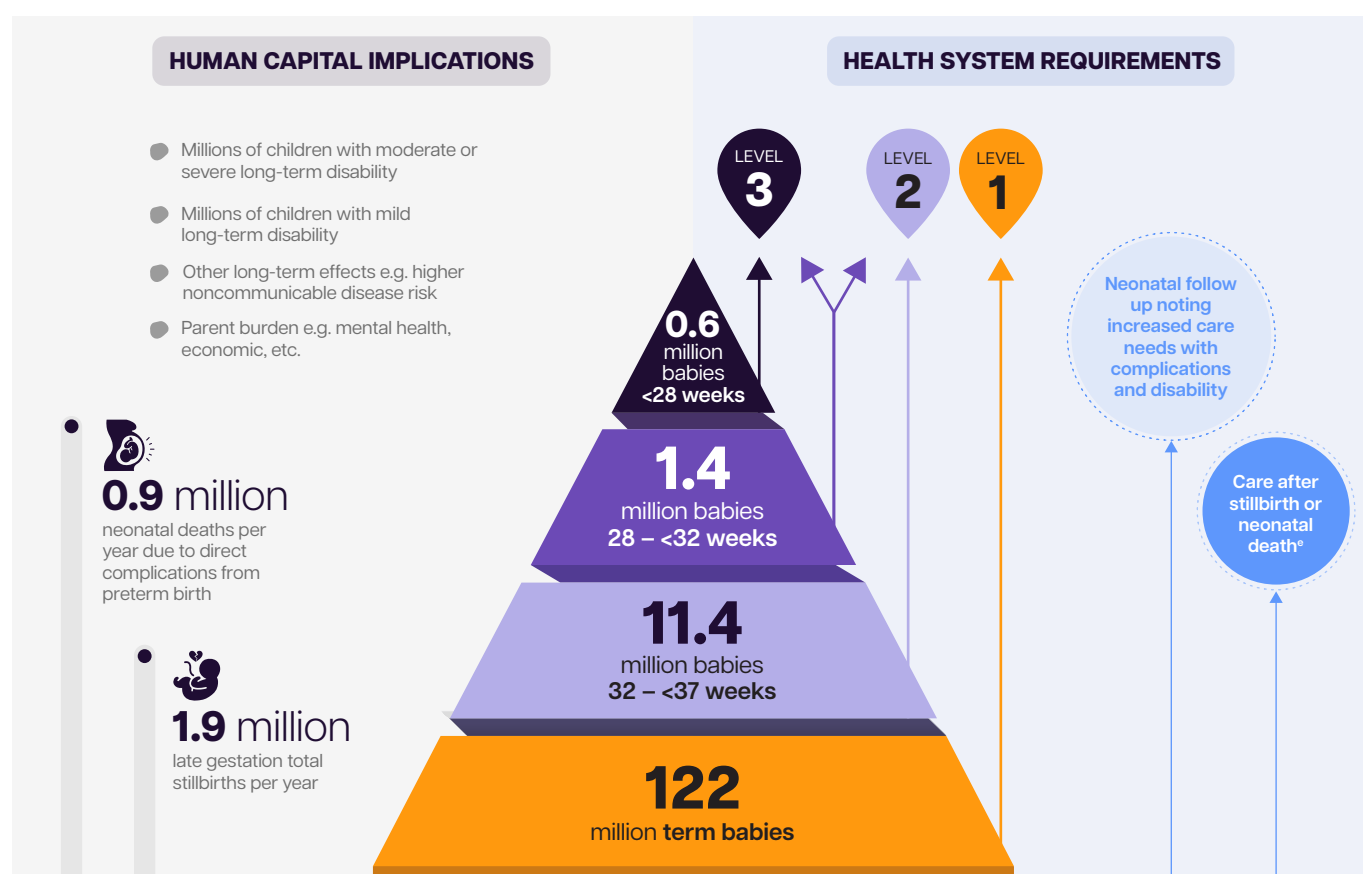 HUMAN CAPITAL IMPLICATIONS
Millions of children with moderate or
severe long-term disability
Millions of children with mild
long-term disability
Other long-term effects e.g. higher
noncommunicable disease risk
Parent burden e.g. mental health,
economic, etc.
0.9 million
neonatal deaths per
year due to direct
complications from
preterm birth
1.9 million
late gestation total
stillbirths per year
0.6
million
babies
<28 weeks
1.4
million babies
28 – <32 weeks
11.4
million babies
32 – <37 weeks
122
million term babies
HEALTH SYSTEM REQUIREMENTS
LEVEL
3
LEVEL
2
LEVEL
1
Neonatal follow
up noting
increased care
needs with
complications
and disability
Care after
stillbirth or
neonatal
deathᵉ